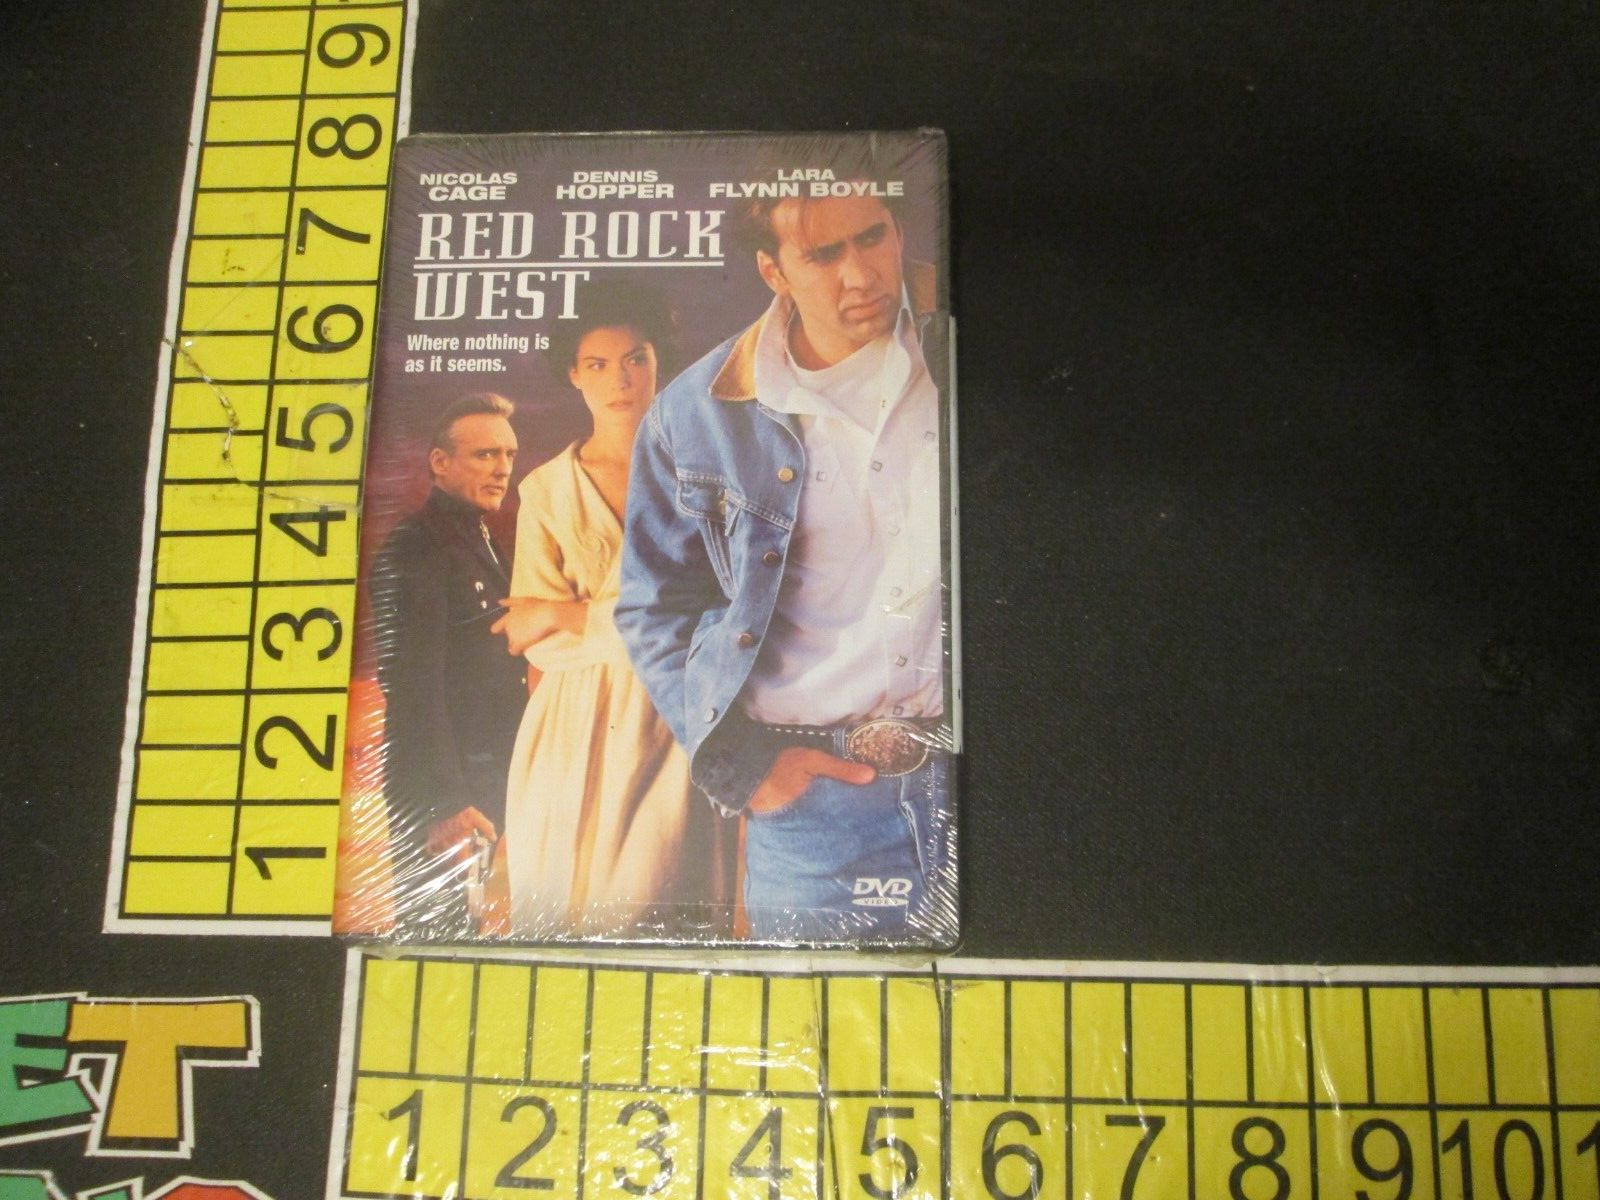 9
8
7
6
5
4
3
2
1
NICOLAS CAGE
DENNIS HOPPER
LARA FLYNN BOYLE
RED ROCK
WEST
Where nothing is
as it seems.
DVD
VIDEO
1 2 3 4 5 6 7 8 9 10
ET